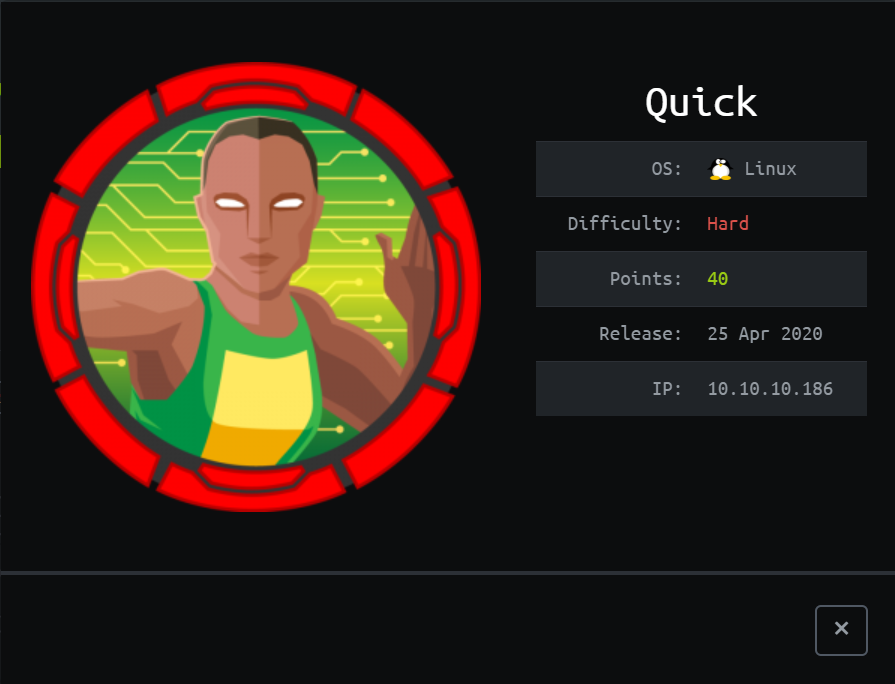 Quick
OS: Linux
Difficulty: Hard
Points: 40
Release: 25 Apr 2020
IP: 10.10.10.186